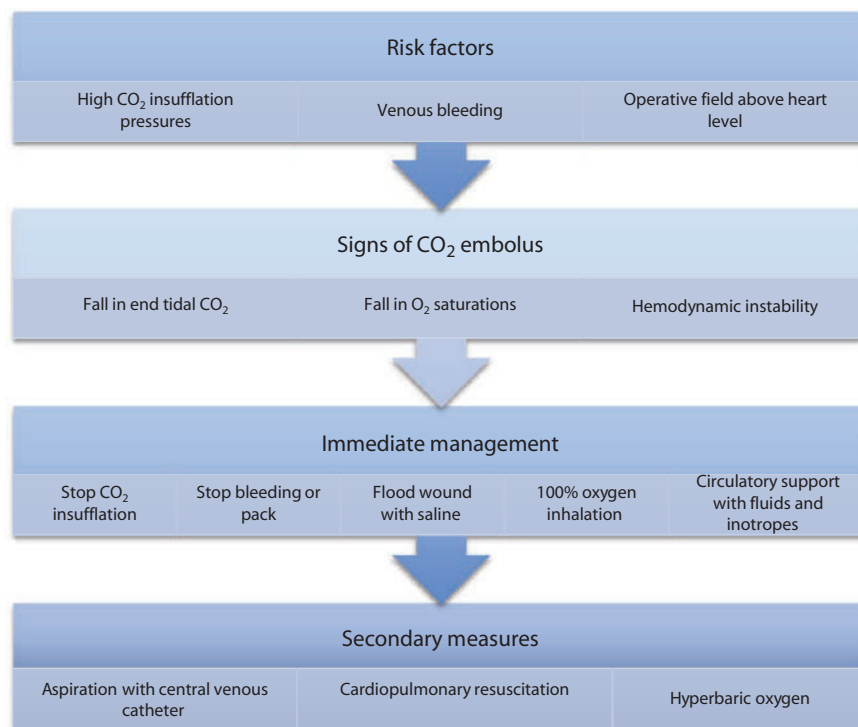 Risk factors
High CO₂ insufflation
pressures
Venous bleeding
Operative field above heart
level
Signs of CO₂ embolus
Fall in end tidal CO₂
Fall in O₂ saturations
Hemodynamic instability
Immediate management
Stop CO₂
insufflation
Stop bleeding or
pack
Flood wound
with saline
100% oxygen
inhalation
Circulatory support
with fluids and
inotropes
Secondary measures
Aspiration with central venous
catheter
Cardiopulmonary resuscitation
Hyperbaric oxygen